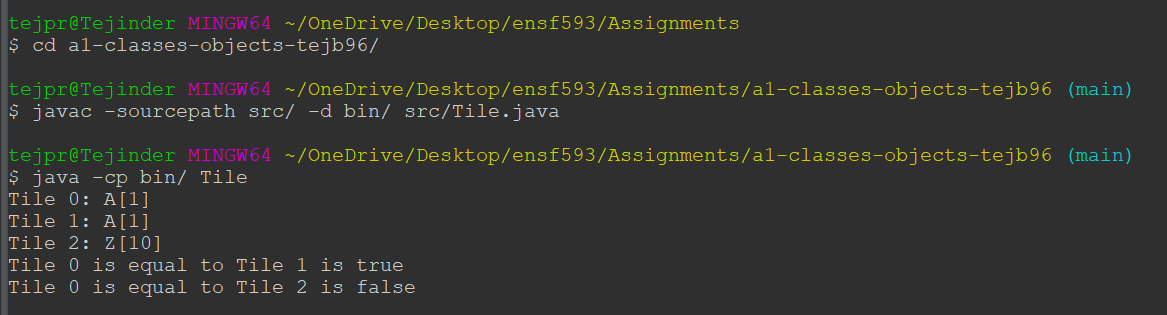 tejpr@Tejinder MINGW64 ~/OneDrive/Desktop/ensf593/Assignments
$ cd a1-classes-objects-tejb96/
tejpr@Tejinder MINGW64 ~/OneDrive/Desktop/ensf593/Assignments/a1-classes-objects-tejb96 (main)
$ javac -sourcepath src/ -d bin/ src/Tile.java
tejpr@Tejinder MINGW64 ~/OneDrive/Desktop/ensf593/Assignments/a1-classes-objects-tejb96 (main)
$ java -cp bin/ Tile
Tile 0: A[1]
Tile 1: A[1]
Tile 2: Z[10]
Tile 0 is equal to Tile 1 is true
Tile 0 is equal to Tile 2 is false